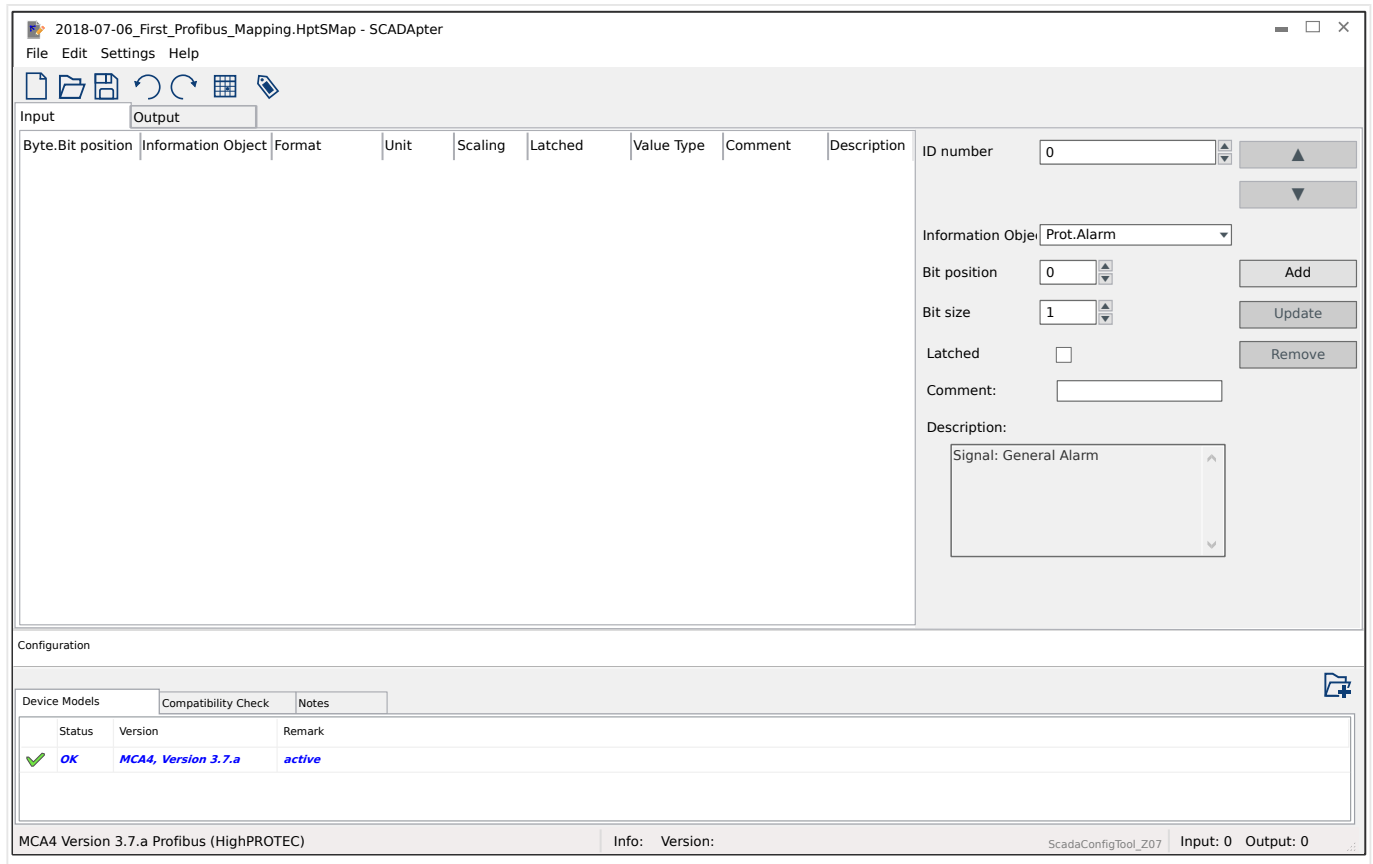 2018-07-06_First_Profibus_Mapping.HptSMap - SCADApter
File Edit Settings Help
Input Output
Byte.Bit position Information Object Format Unit Scaling Latched Value Type Comment Description
ID number 0
Information Obje Prot.Alarm
Bit position 0 Add
Bit size 1 Update
Latched Remove
Comment:
Description:
Signal: General Alarm
Configuration
Device Models Compatibility Check Notes
Status Version Remark
OK MCA4, Version 3.7.a active
MCA4 Version 3.7.a Profibus (HighPROTEC) Info: Version: ScadaConfigTool_Z07 Input: 0 Output: 0